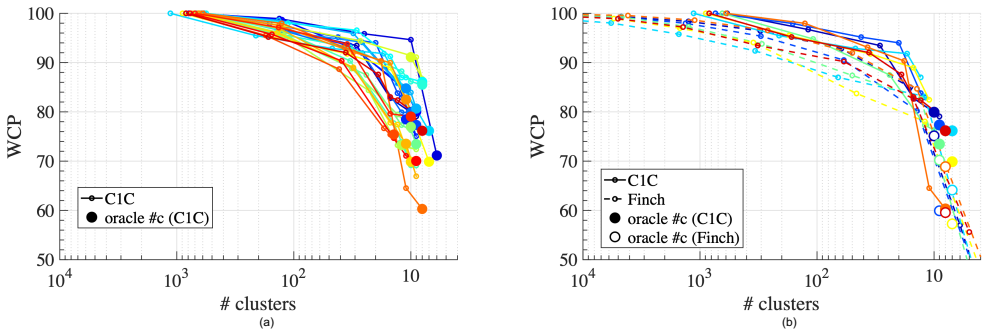 100
90
80
70
60
50
WCP
10^4
10^3
10^2
10
# clusters
C1C
oracle #c (C1C)
(a)
100
90
80
70
60
50
WCP
10^4
10^3
10^2
10
# clusters
C1C
Finch
oracle #c (C1C)
oracle #c (Finch)
(b)